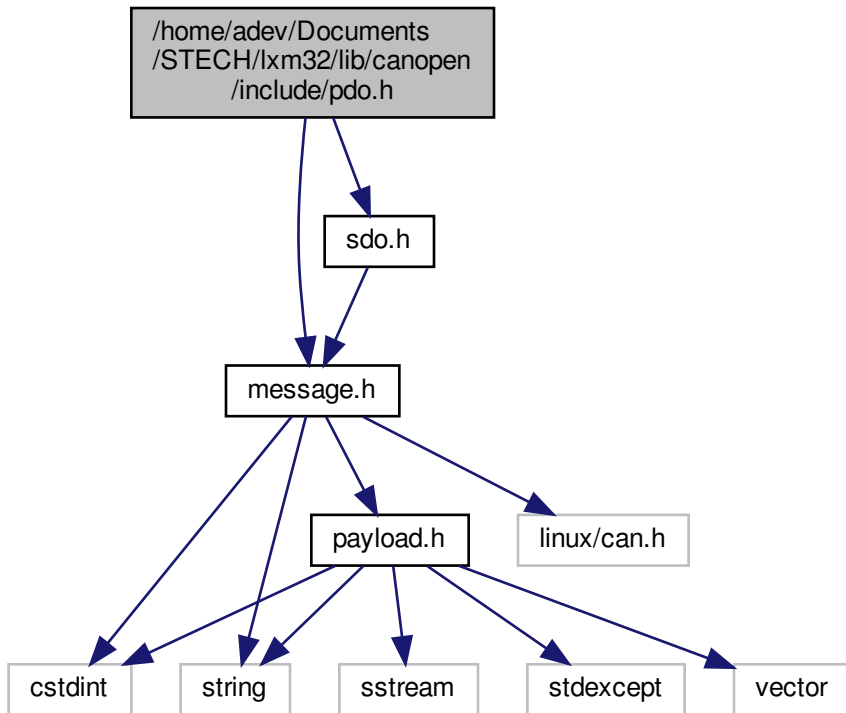 /home/adev/Documents
/STECH/lxm32/lib/canopen
/include/pdo.h
sdo.h
message.h
payload.h
linux/can.h
cstdint
string
sstream
stdexcept
vector